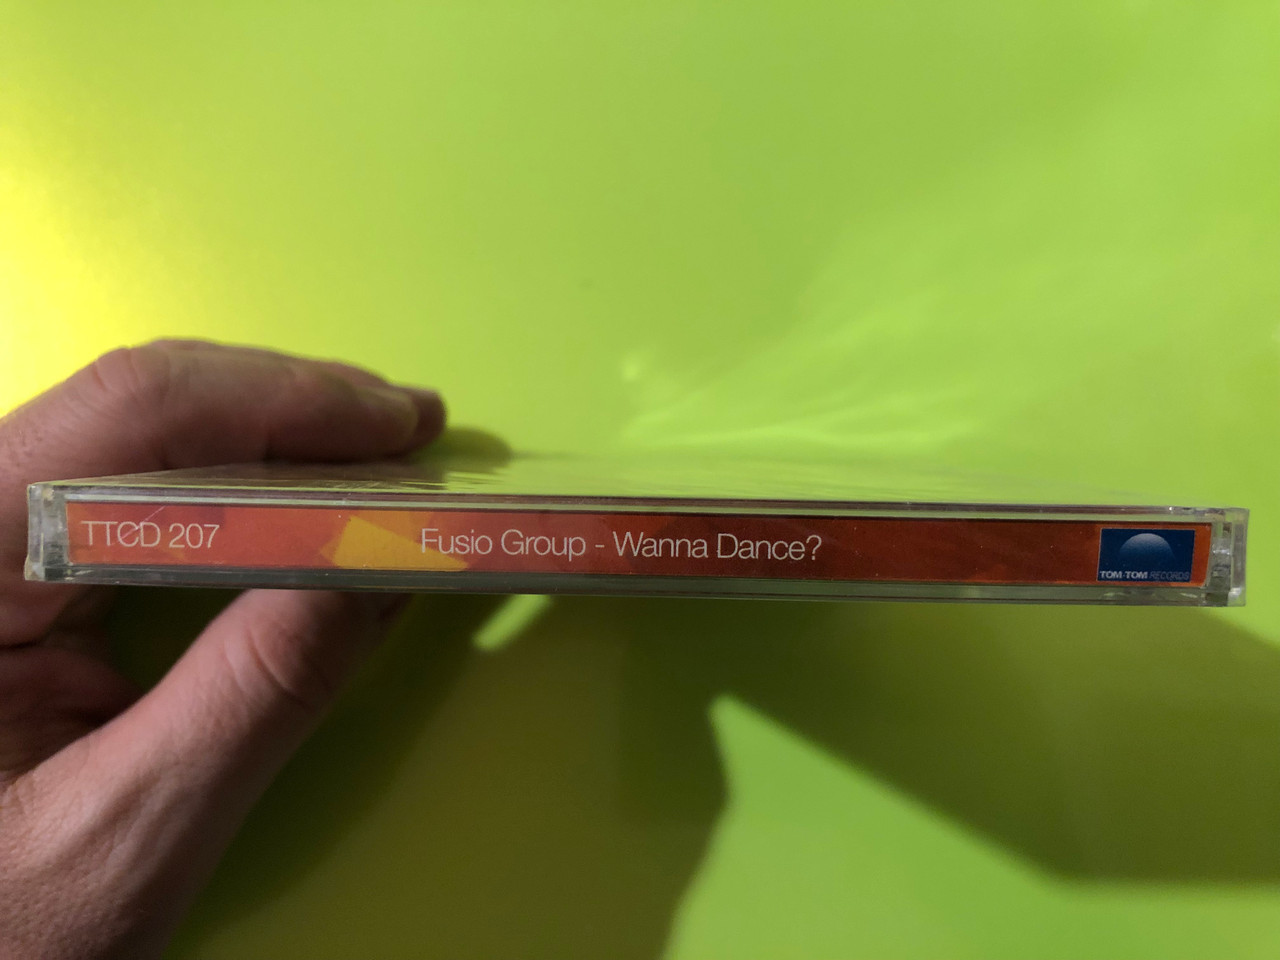 TTCD 207
Fusio Group - Wanna Dance?
TOM-TOM RECORDS